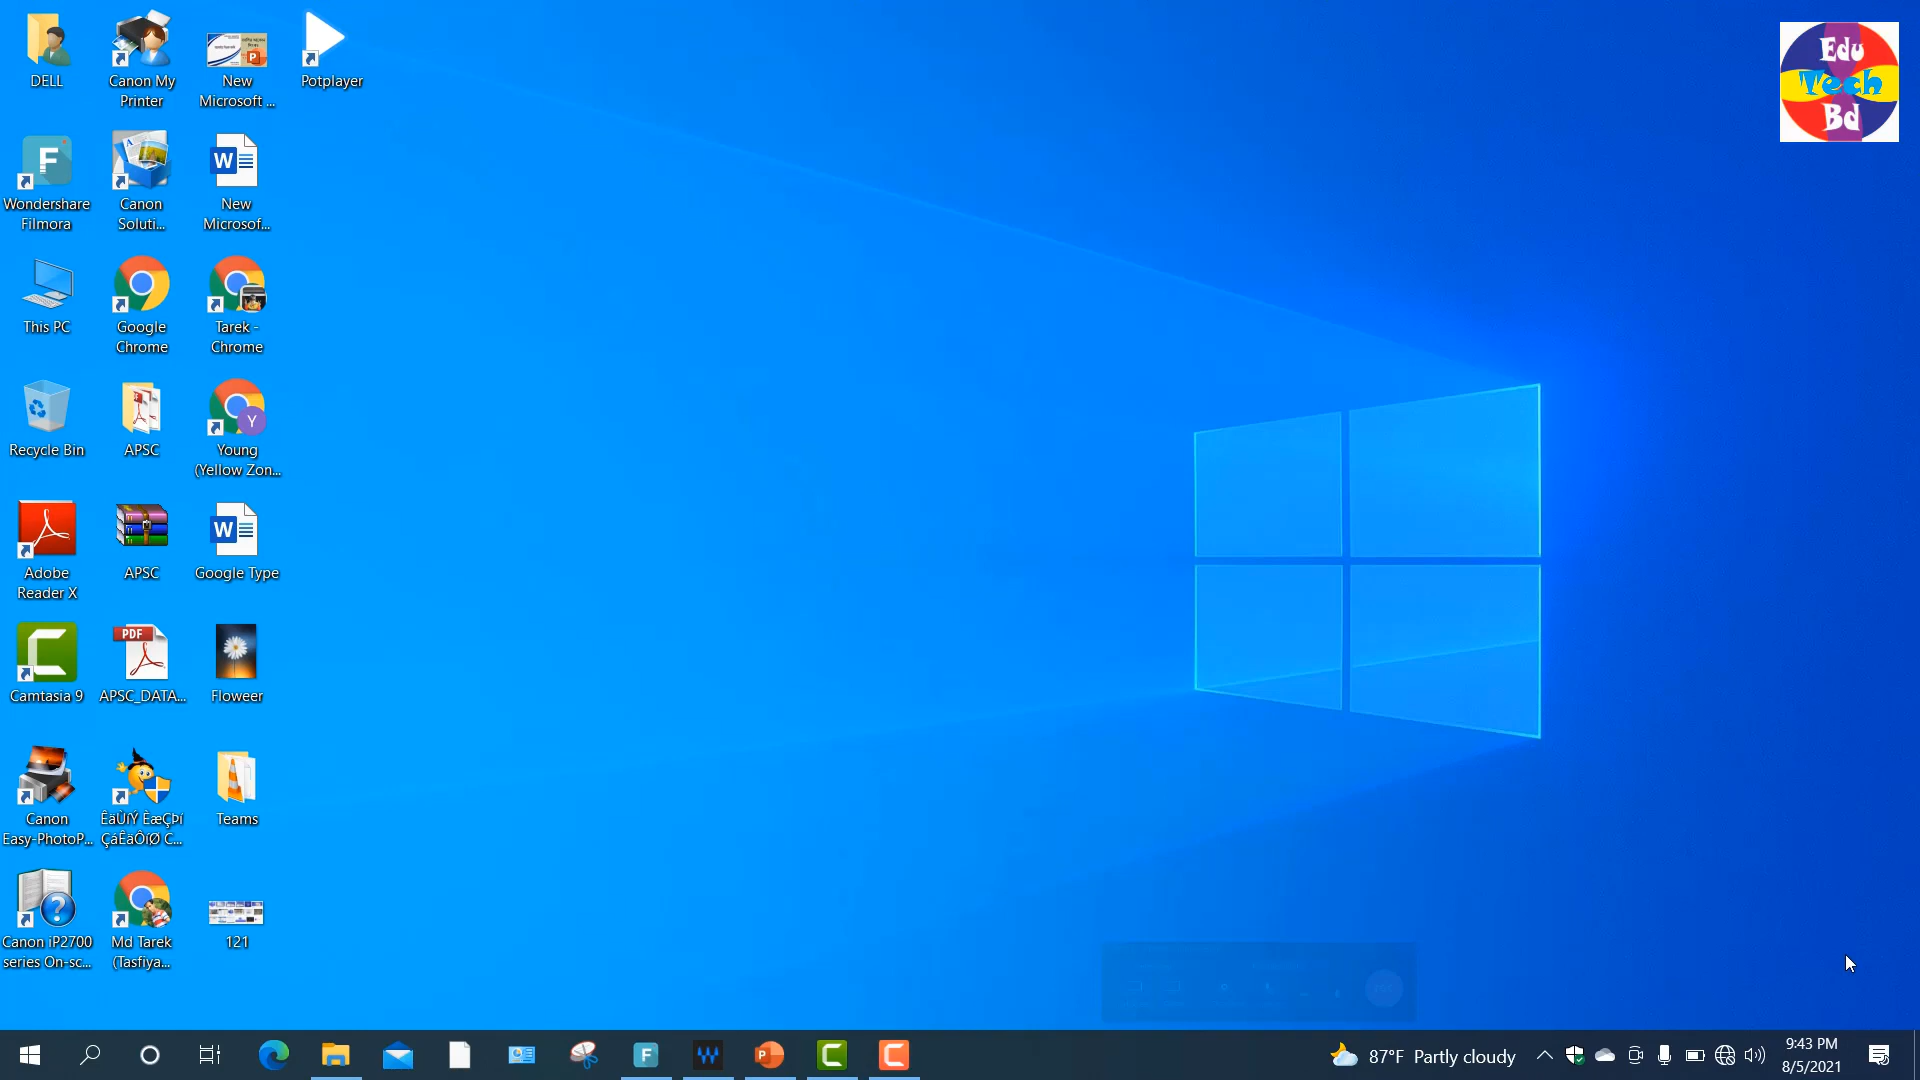 DELL
Canon My
Printer
New
Microsoft ...
Potplayer
Edu
Tech
Bd
Wondershare
Filmora
Canon
Soluti...
New
Microsof...
This PC
Google
Chrome
Tarek -
Chrome
Recycle Bin
APSC
Young
(Yellow Zon...
Adobe
Reader X
APSC
Google Type
Camtasia 9
PDF
APSC_DATA...
Floweer
Canon
Easy-PhotoP...
ÊäÙíÝ ÈæÇÞí
ÇáÊäÔíØ C...
Teams
Canon iP2700
series On-sc...
Md Tarek
(Tasfiya...
121
87°F Partly cloudy
9:43 PM
8/5/2021